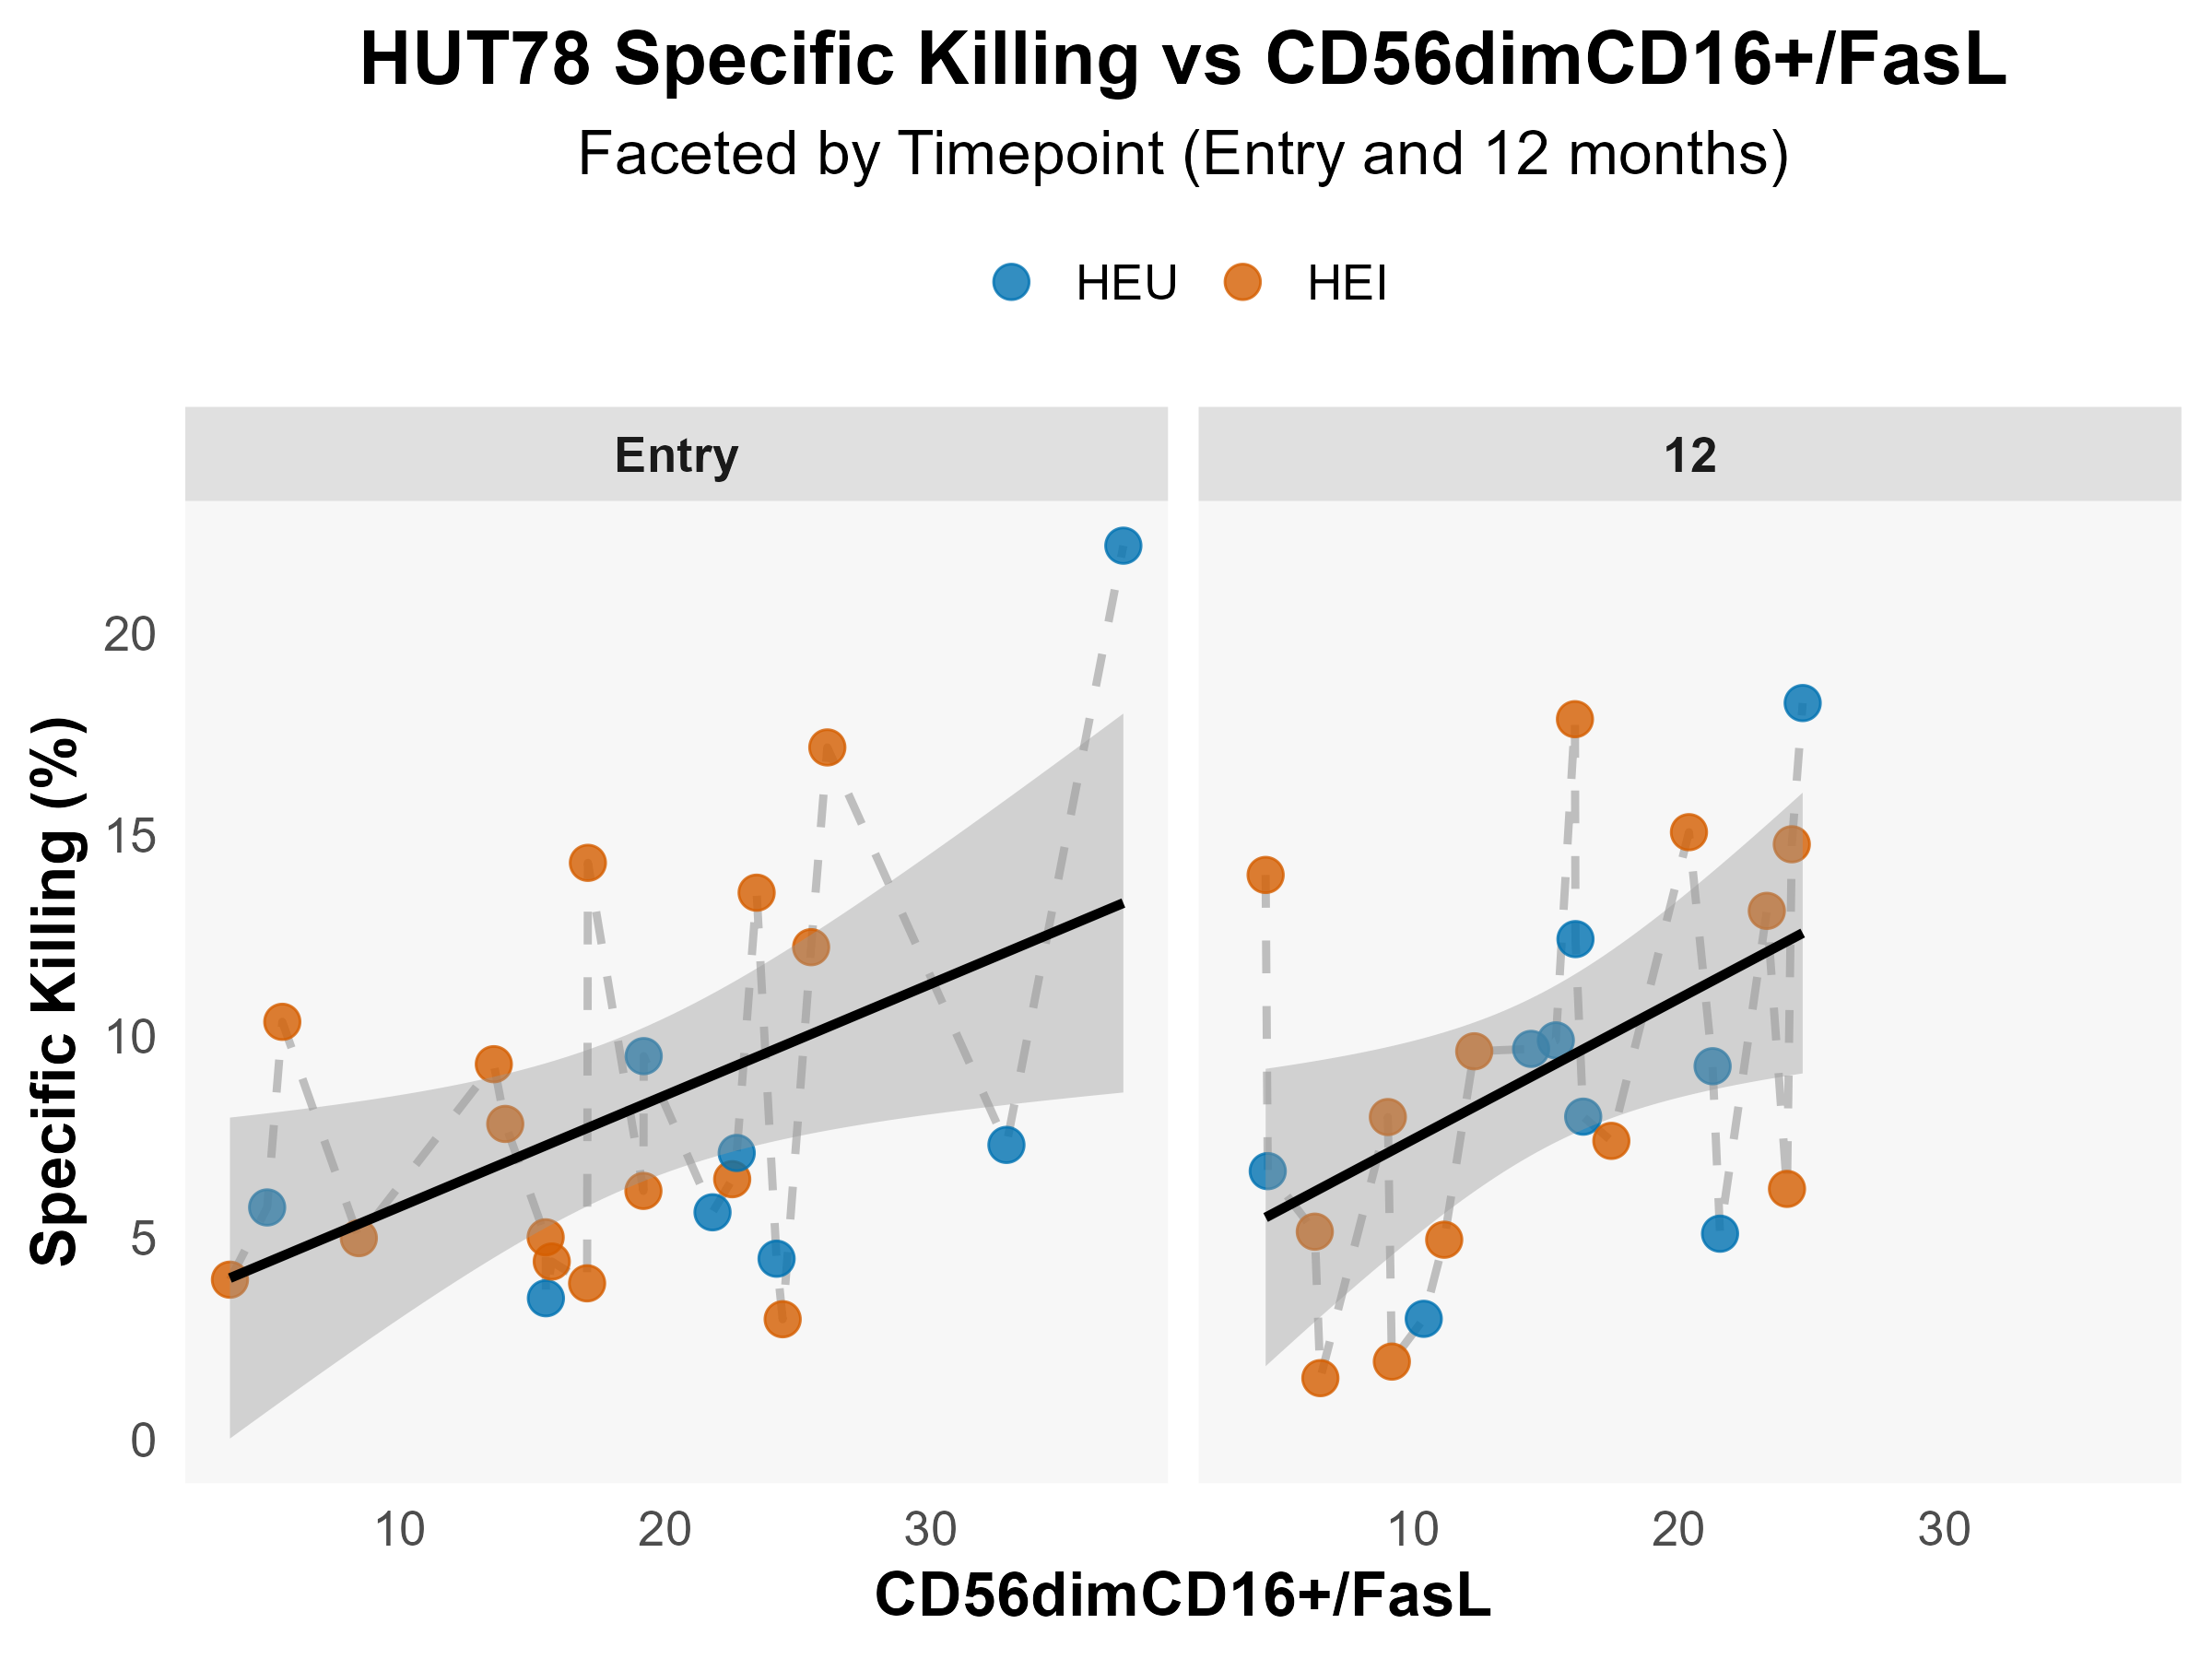 HUT78 Specific Killing vs CD56dimCD16+/FasL
Faceted by Timepoint (Entry and 12 months)
HEU HEI
Entry 12
Specific Killing (%)
20
15
10
5
0
10 20 30 10 20 30
CD56dimCD16+/FasL